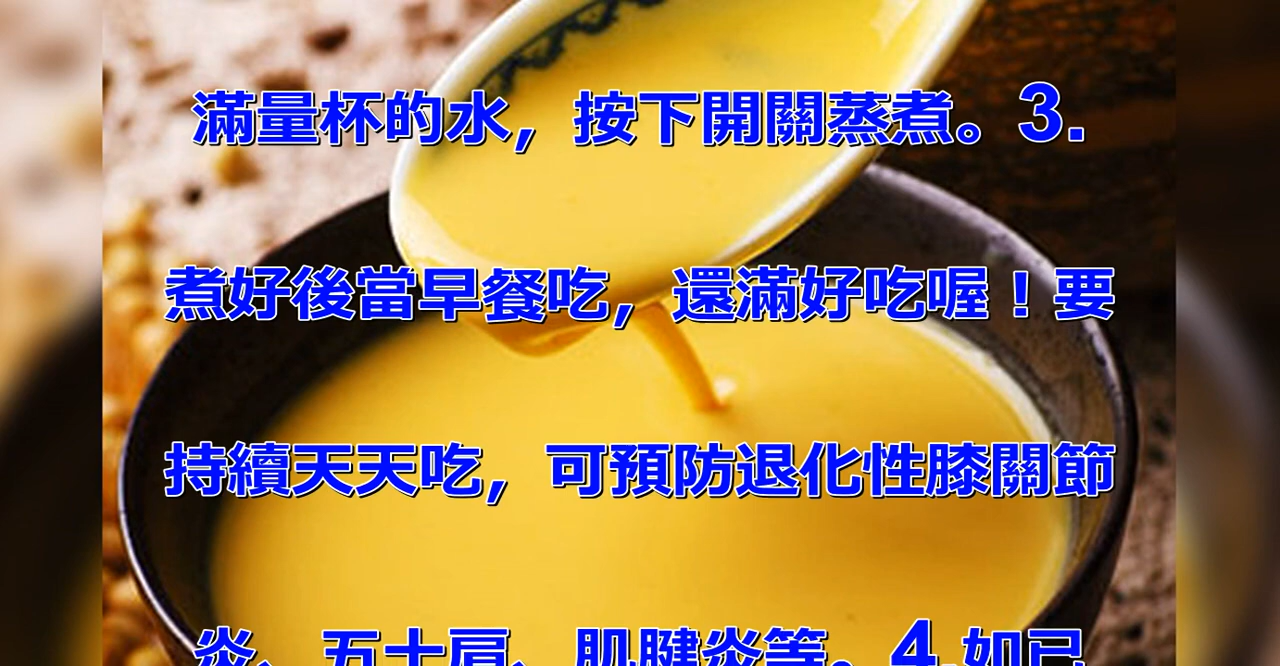 滿量杯的水，按下開關蒸煮。3.
煮好後當早餐吃，還滿好吃喔！要
持續天天吃，可預防退化性膝關節
炎、五十肩、肌腱炎等。4.如已